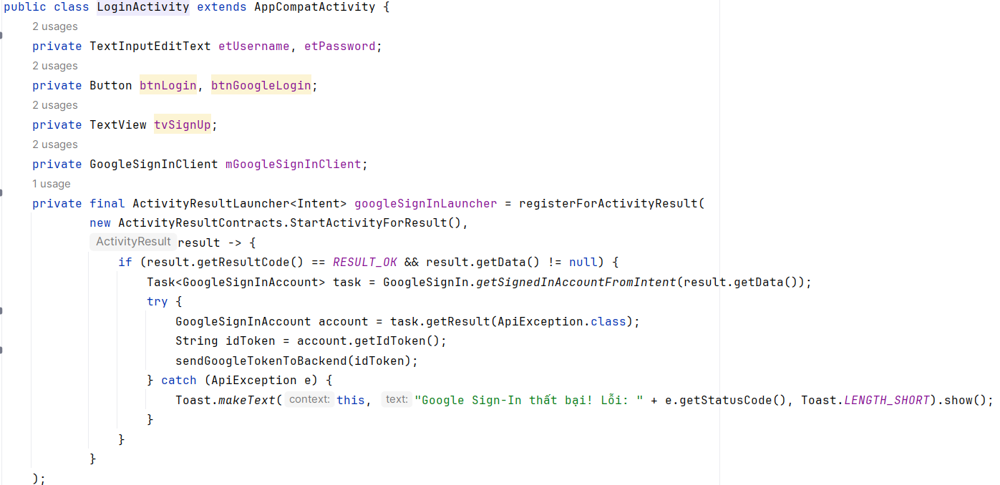 public class LoginActivity extends AppCompatActivity {
2 usages
private TextInputEditText etUsername, etPassword;
2 usages
private Button btnLogin, btnGoogleLogin;
2 usages
private TextView tvSignUp;
2 usages
private GoogleSignInClient mGoogleSignInClient;
1 usage
private final ActivityResultLauncher<Intent> googleSignInLauncher = registerForActivityResult(
new ActivityResultContracts.StartActivityForResult(),
ActivityResult result -> {
if (result.getResultCode() == RESULT_OK && result.getData() != null) {
Task<GoogleSignInAccount> task = GoogleSignIn.getSignedInAccountFromIntent(result.getData());
try {
GoogleSignInAccount account = task.getResult(ApiException.class);
String idToken = account.getIdToken();
sendGoogleTokenToBackend(idToken);
} catch (ApiException e) {
Toast.makeText( context: this, text: "Google Sign-In thất bại! Lỗi: " + e.getStatusCode(), Toast.LENGTH_SHORT).show();
}
}
}
);